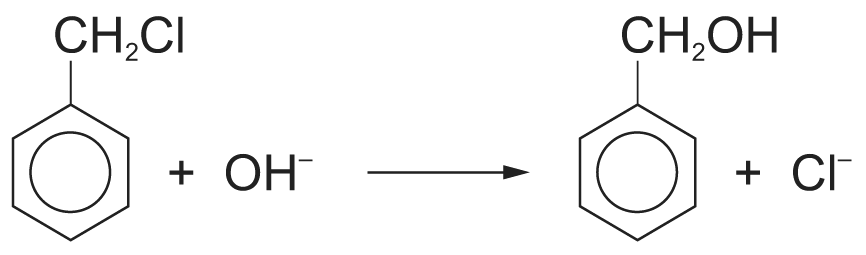 CH₂Cl CH₂OH
+ OH⁻ + Cl⁻